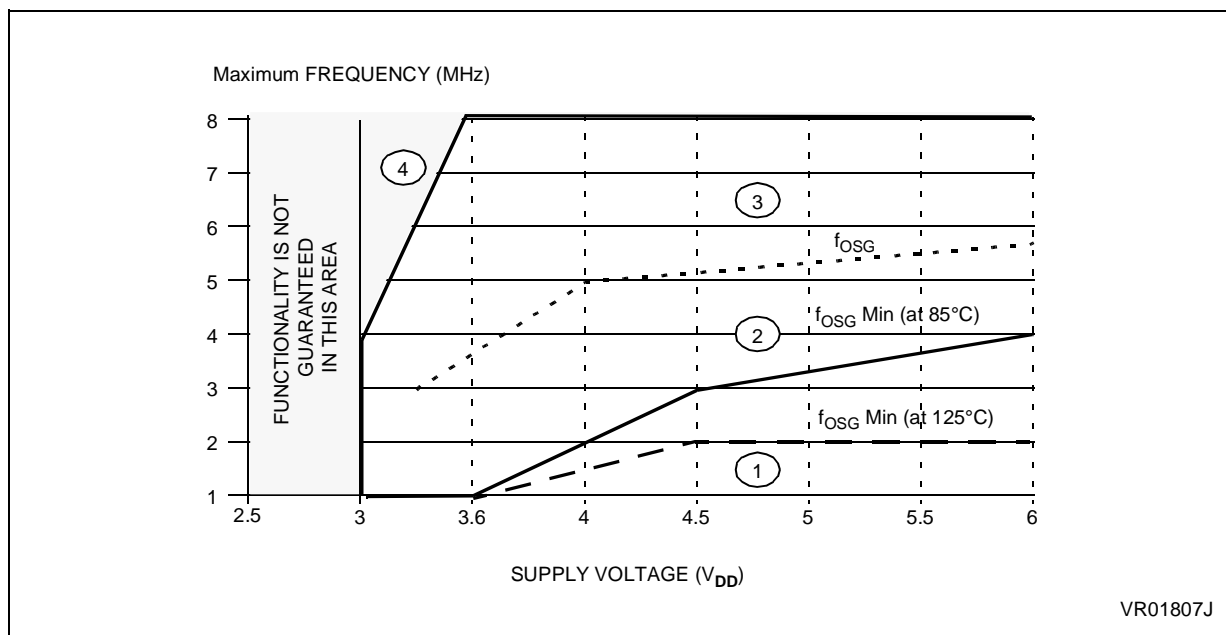 Maximum FREQUENCY (MHz)
8
7
6
5
4
3
2
1
FUNCTIONALITY IS NOT
GUARANTEED
IN THIS AREA
4
3
fOSG
2
fOSG Min (at 85°C)
fOSG Min (at 125°C)
1
2.5 3 3.6 4 4.5 5 5.5 6
SUPPLY VOLTAGE (VDD)
VR01807J